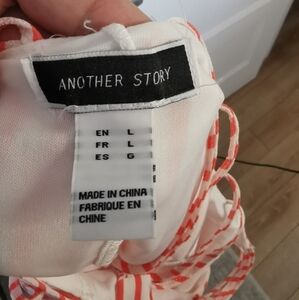 ANOTHER STORY
EN L
FR L
ES G
MADE IN CHINA
FABRIQUE EN
CHINE